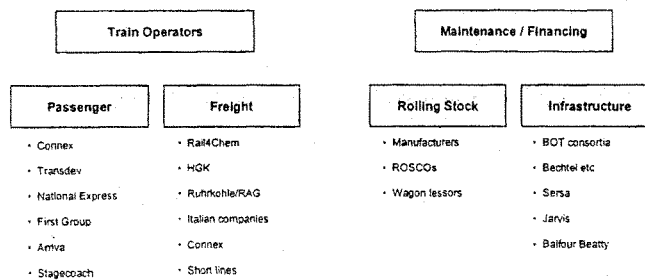 Train Operators
Maintenance / Financing
Passenger
Freight
Rolling Stock
Infrastructure
• Connex
• Transdev
• National Express
• First Group
• Arriva
• Stagecoach
• Rail4Chem
• HGK
• Ruhrkohle/RAG
• Italian companies
• Connex
• Short lines
• Manufacturers
• ROSCOs
• Wagon lessors
• BOT consortia
• Bechtel etc
• Sersa
• Jarvis
• Balfour Beatty